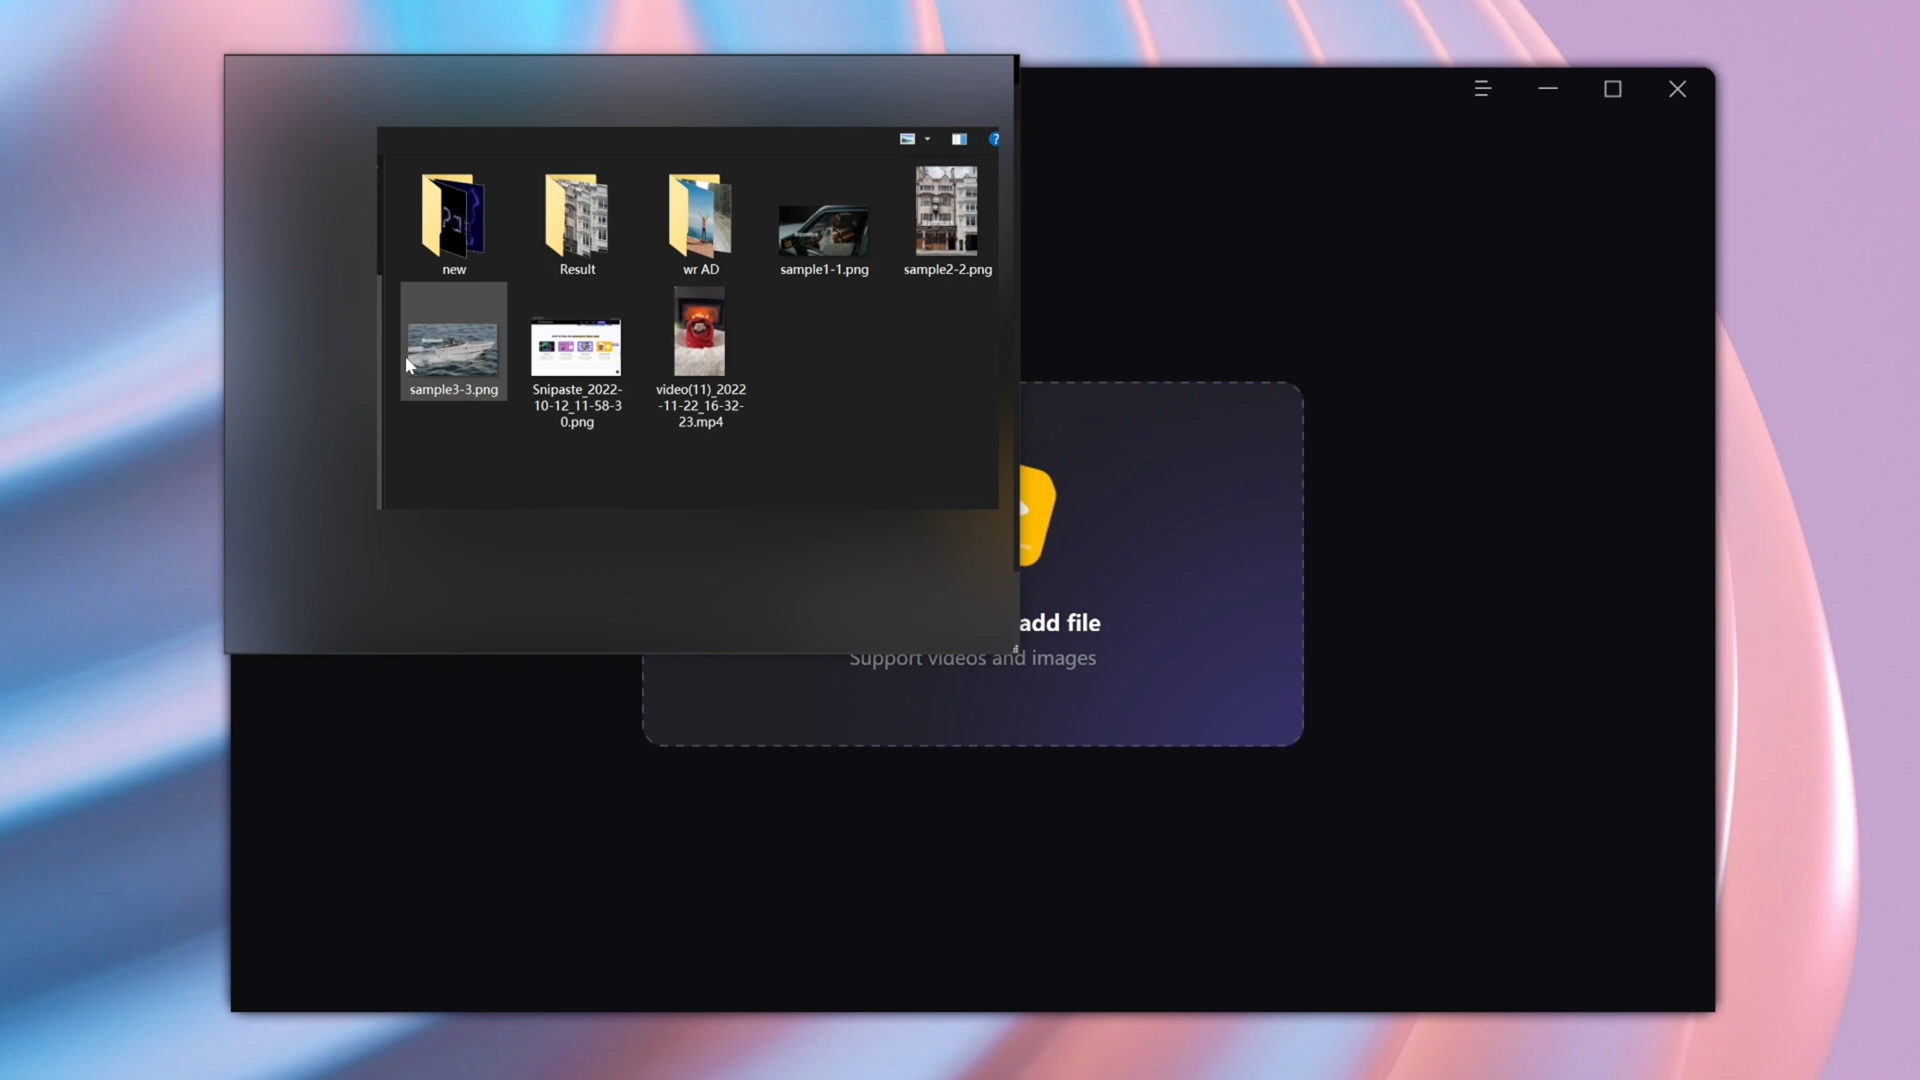 new
Result
wr AD
sample1-1.png
sample2-2.png
sample3-3.png
Snipaste_2022-
10-12_11-58-3
0.png
video(11)_2022
-11-22_16-32-
23.mp4
add file
Support videos and images